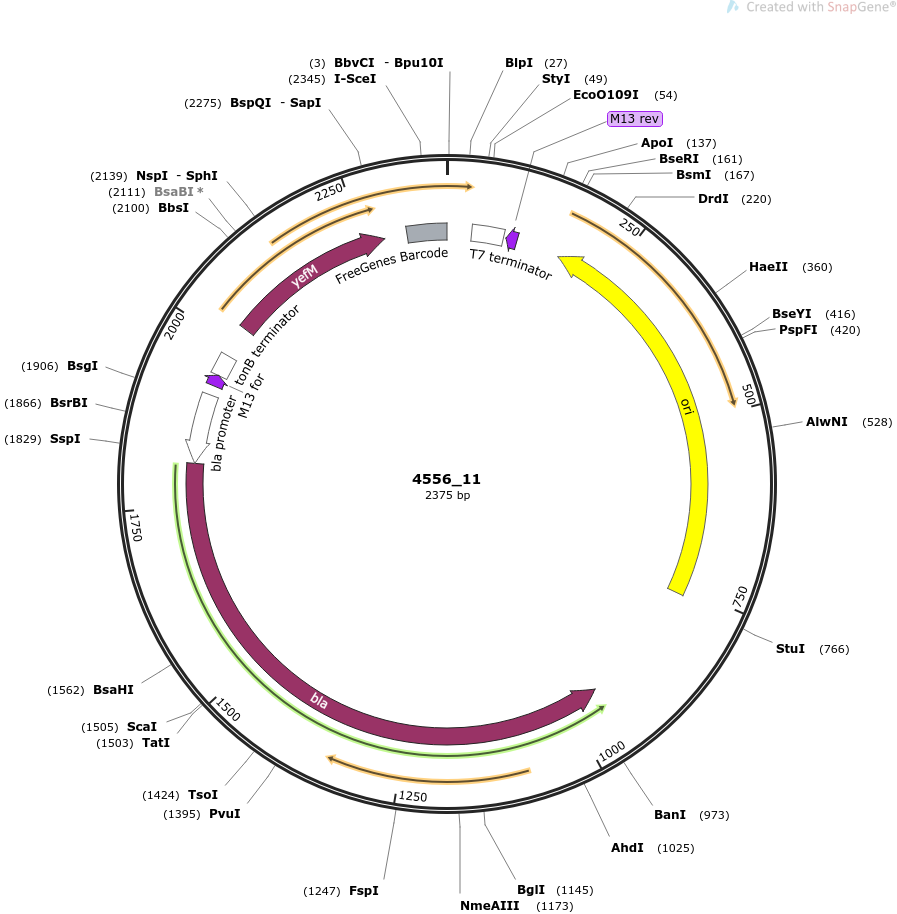 Created with SnapGene®
(3) BbvCI - Bpu10I
(2345) I-SceI
(2275) BspQI - SapI
(2139) NspI - SphI
(2111) BsaBI *
(2100) BbsI
BlpI (27)
StyI (49)
EcoO109I (54)
M13 rev
ApoI (137)
BseRI (161)
BsmI (167)
DrdI (220)
HaeII (360)
BseYI (416)
PspFI (420)
AlwNI (528)
StuI (766)
BanI (973)
AhdI (1025)
BglI (1145)
NmeAIII (1173)
(1247) FspI
(1395) PvuI
(1424) TsoI
(1503) TatI
(1505) ScaI
(1562) BsaHI
(1829) SspI
(1866) BsrBI
(1906) BsgI
250
500
750
1000
1250
1500
1750
2000
2250
yefM
FreeGenes Barcode
T7 terminator
tonB terminator
M13 for
bla promoter
ori
bla
4556_11
2375 bp